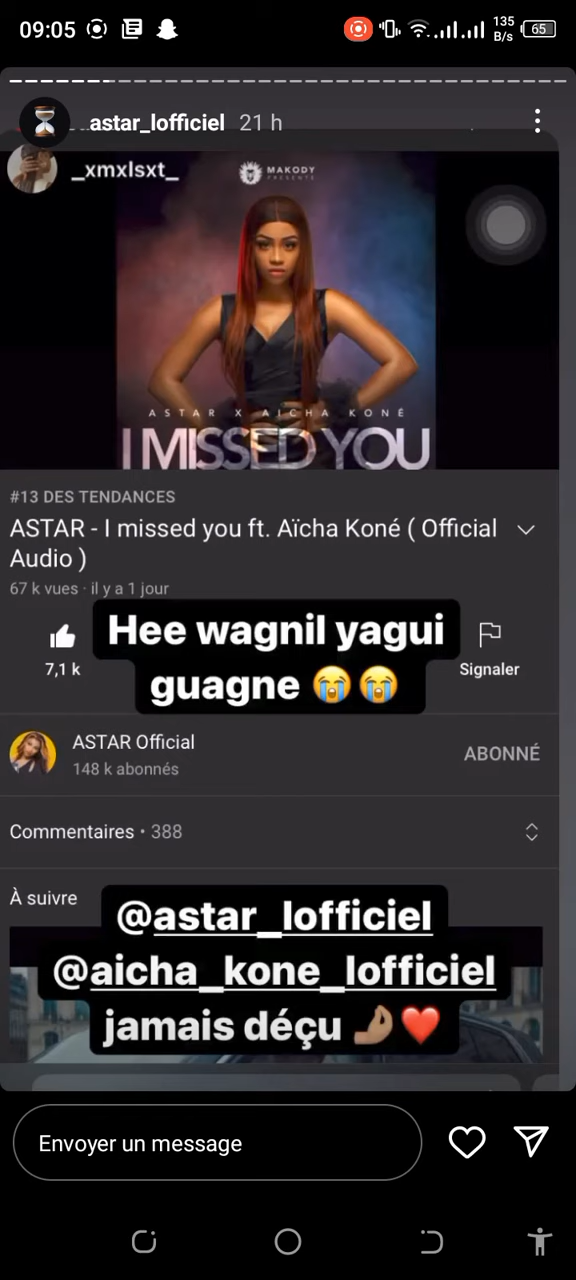 09:05
135
B/s
65
astar_lofficiel 21 h
_xmxlsxt_
MAKODY
PRESENTS
ASTAR X AICHA KONÉ
I MISSED YOU
#13 DES TENDANCES
ASTAR - I missed you ft. Aïcha Koné ( Official
Audio )
67 k vues · il y a 1 jour
Hee wagnil yagui
guagne 😭😭
7,1 k
Signaler
ASTAR Official
148 k abonnés
ABONNÉ
Commentaires · 388
À suivre
@astar_lofficiel
@aicha_kone_lofficiel
jamais déçu 🤌🏽❤️
Envoyer un message